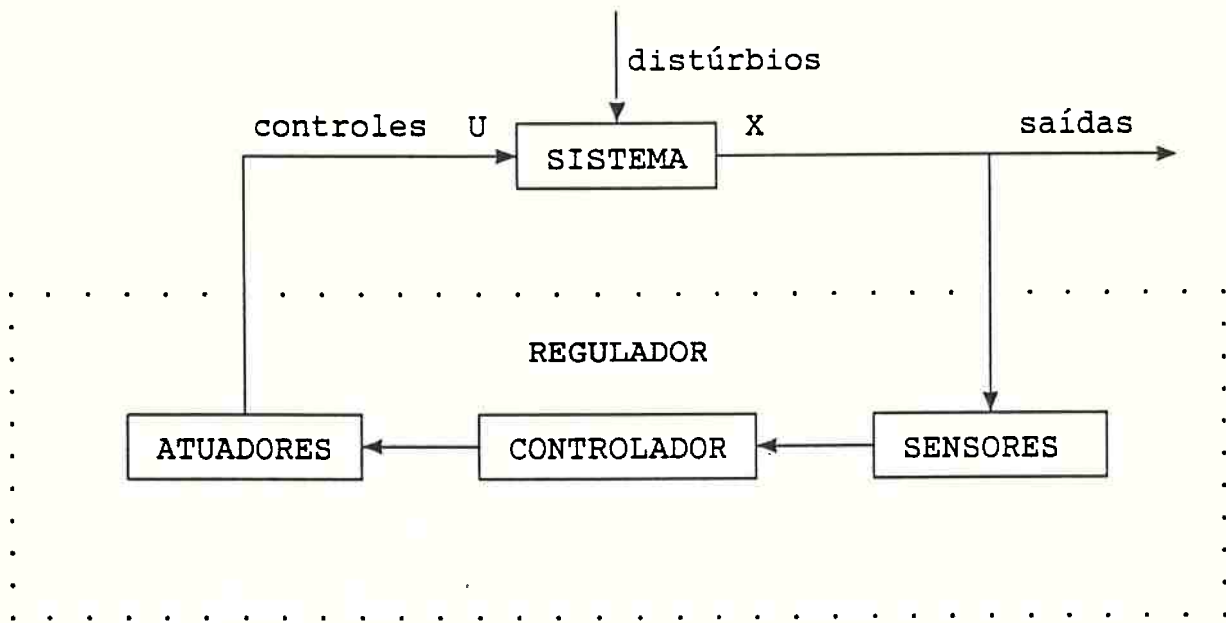 distúrbios
controles U
X
saídas
SISTEMA
REGULADOR
ATUADORES
CONTROLADOR
SENSORES